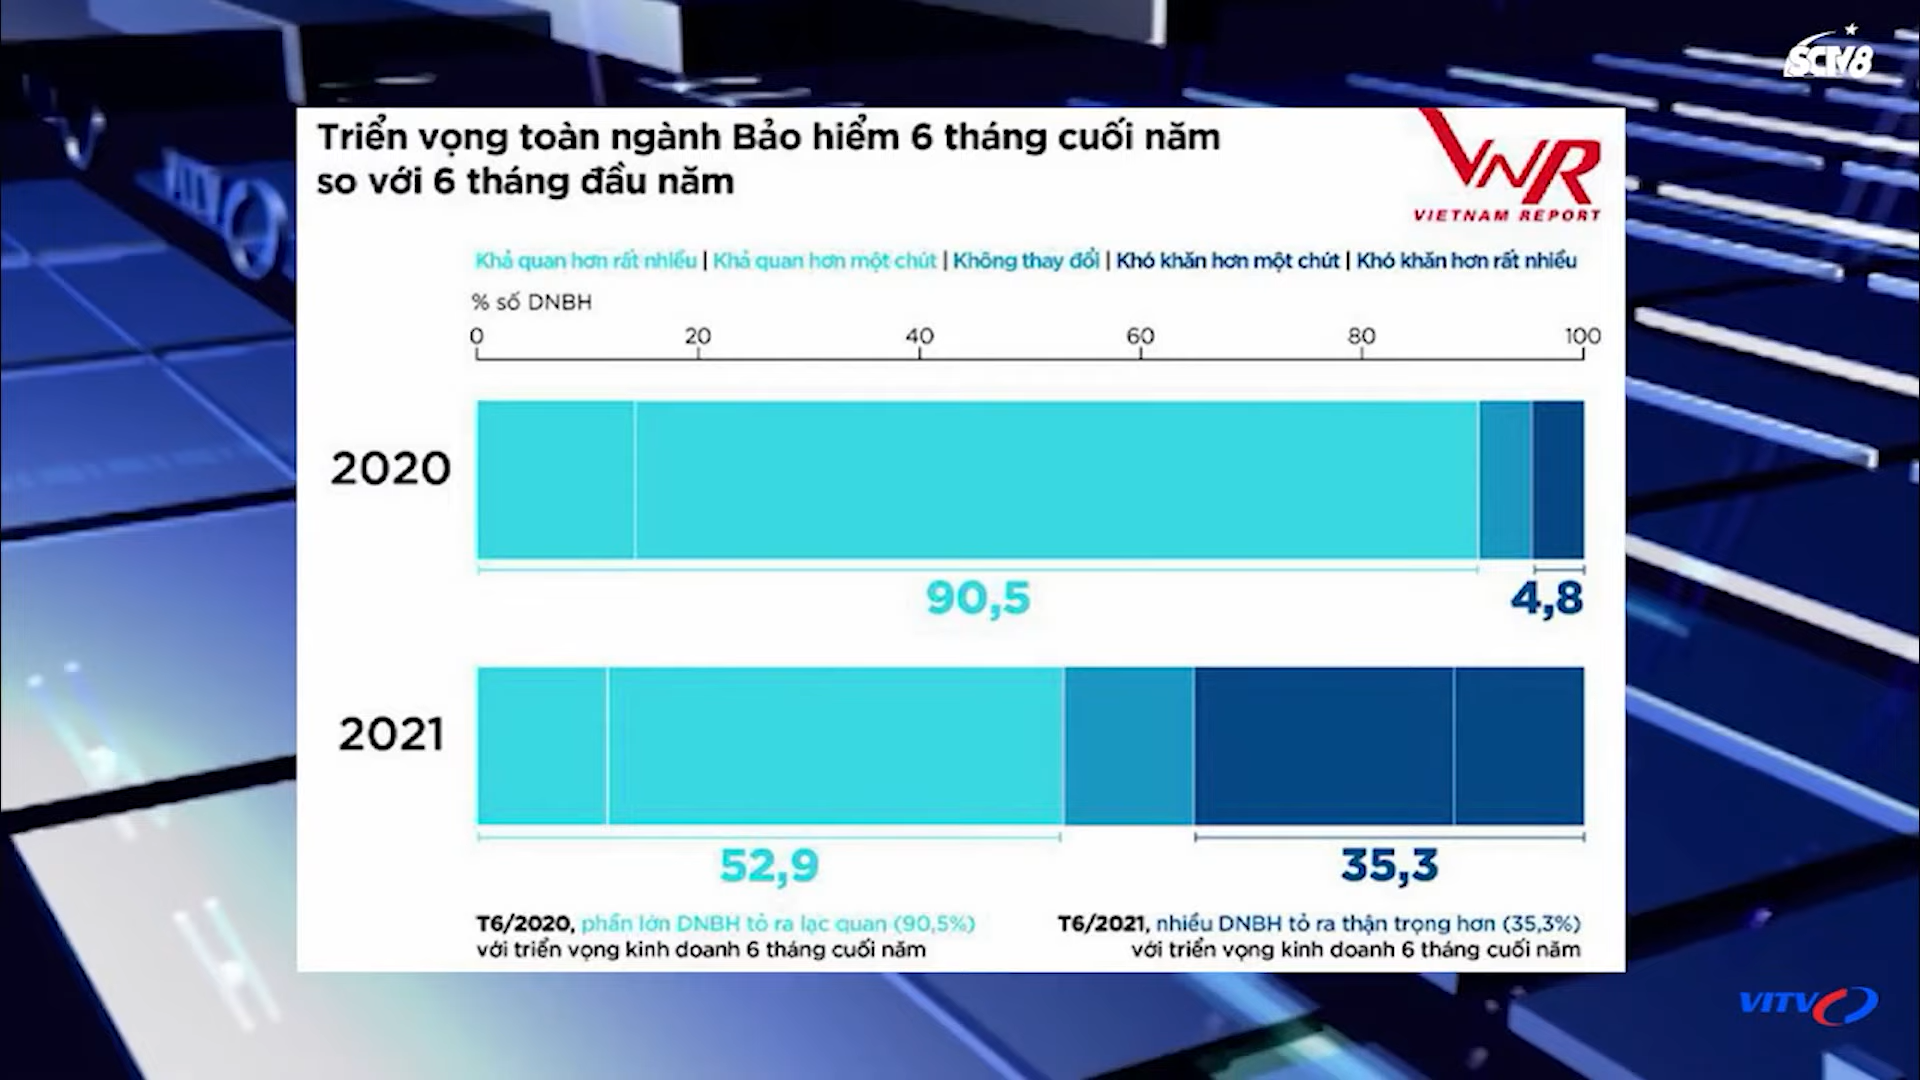 SCTV8
Triển vọng toàn ngành Bảo hiểm 6 tháng cuối năm
so với 6 tháng đầu năm
VNR
VIETNAM REPORT
Khả quan hơn rất nhiều | Khả quan hơn một chút | Không thay đổi | Khó khăn hơn một chút | Khó khăn hơn rất nhiều
% số DNBH
0 20 40 60 80 100
2020
90,5 4,8
2021
52,9 35,3
T6/2020, phần lớn DNBH tỏ ra lạc quan (90,5%)
với triển vọng kinh doanh 6 tháng cuối năm
T6/2021, nhiều DNBH tỏ ra thận trọng hơn (35,3%)
với triển vọng kinh doanh 6 tháng cuối năm
VITV